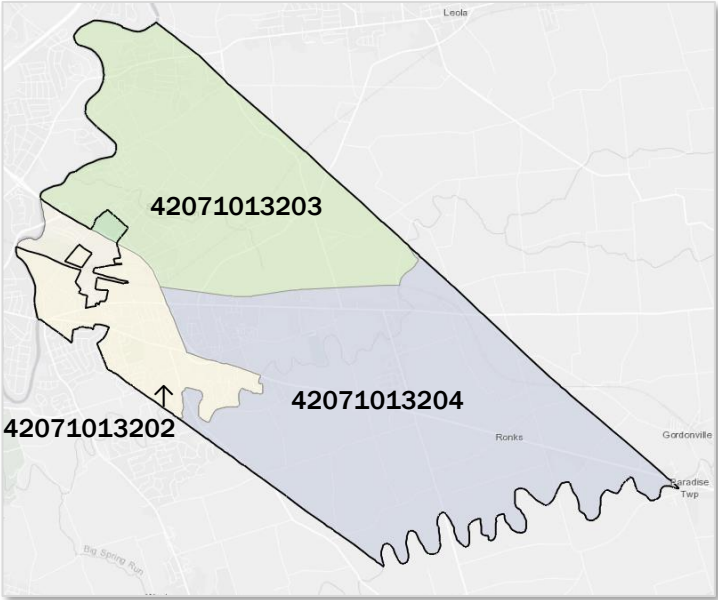 Leola
42071013203
42071013204
42071013202
Ronks
Gordonville
Paradise
Twp
Big Spring Run